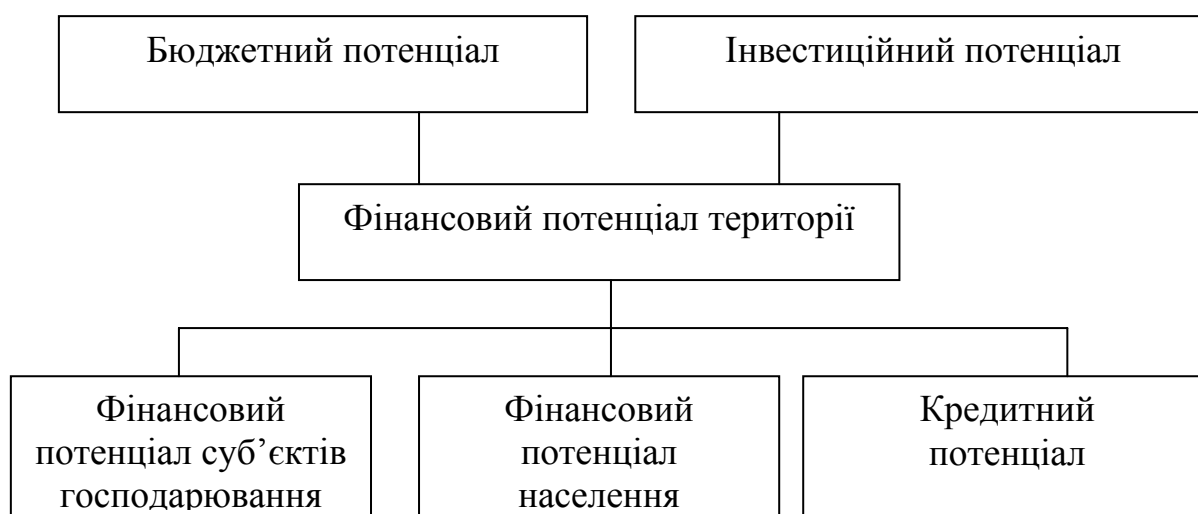 Бюджетний потенціал
Інвестиційний потенціал
Фінансовий потенціал території
Фінансовий
потенціал суб’єктів
господарювання
Фінансовий
потенціал
населення
Кредитний
потенціал